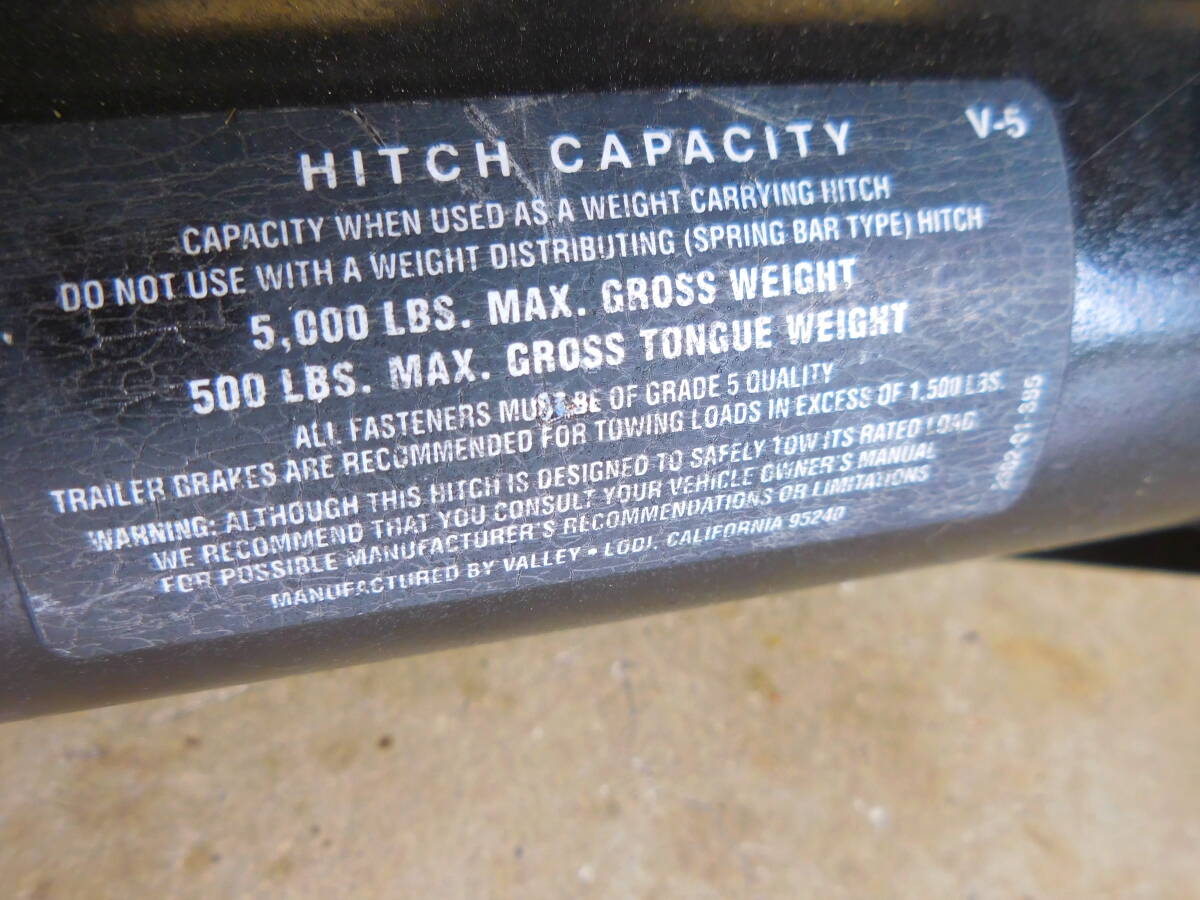 HITCH CAPACITY
V-5
CAPACITY WHEN USED AS A WEIGHT CARRYING HITCH
DO NOT USE WITH A WEIGHT DISTRIBUTING (SPRING BAR TYPE) HITCH
5,000 LBS. MAX. GROSS WEIGHT
500 LBS. MAX. GROSS TONGUE WEIGHT
ALL FASTENERS MUST BE OF GRADE 5 QUALITY
TRAILER BRAKES ARE RECOMMENDED FOR TOWING LOADS IN EXCESS OF 1,500 LBS.
WARNING: ALTHOUGH THIS HITCH IS DESIGNED TO SAFELY TOW ITS RATED LOAD
WE RECOMMEND THAT YOU CONSULT YOUR VEHICLE OWNER'S MANUAL
FOR POSSIBLE MANUFACTURER'S RECOMMENDATIONS OR LIMITATIONS
MANUFACTURED BY VALLEY • LODI, CALIFORNIA 95240